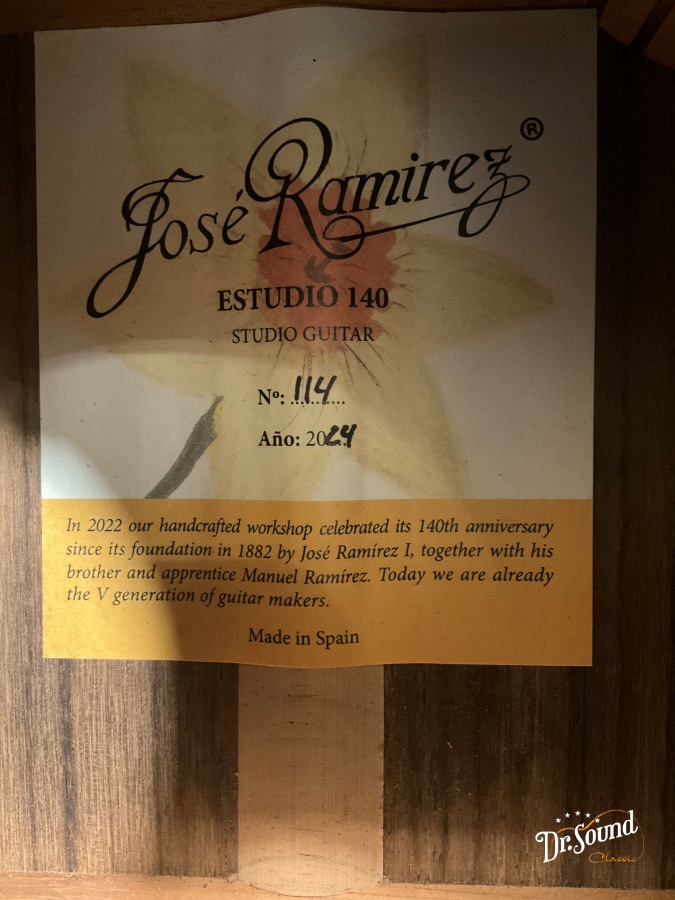 José Ramirez®
ESTUDIO 140
STUDIO GUITAR
Nº: 114
Año: 2024
In 2022 our handcrafted workshop celebrated its 140th anniversary
since its foundation in 1882 by José Ramírez I, together with his
brother and apprentice Manuel Ramírez. Today we are already
the V generation of guitar makers.
Made in Spain
Dr.Sound
Classic